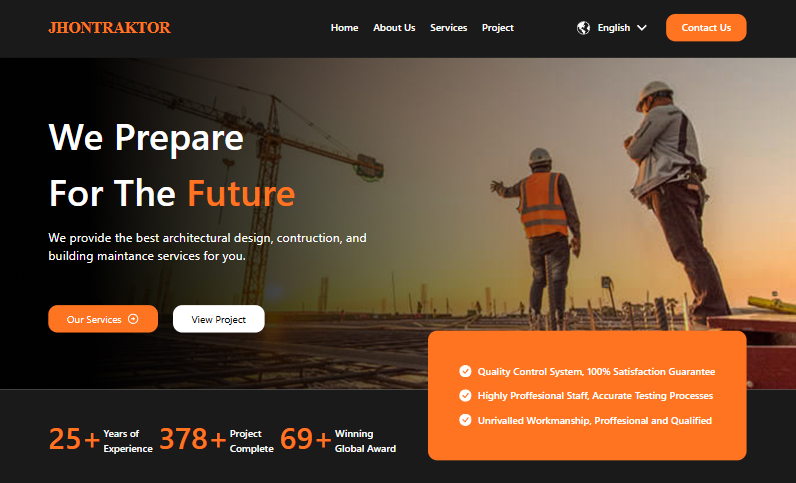 JHONTRAKTOR
Home About Us Services Project
English
Contact Us
We Prepare
For The Future
We provide the best architectural design, contruction, and
building maintance services for you.
Our Services
View Project
Quality Control System, 100% Satisfaction Guarantee
Highly Proffesional Staff, Accurate Testing Processes
Unrivalled Workmanship, Proffesional and Qualified
25+
Years of
Experience
378+
Project
Complete
69+
Winning
Global Award